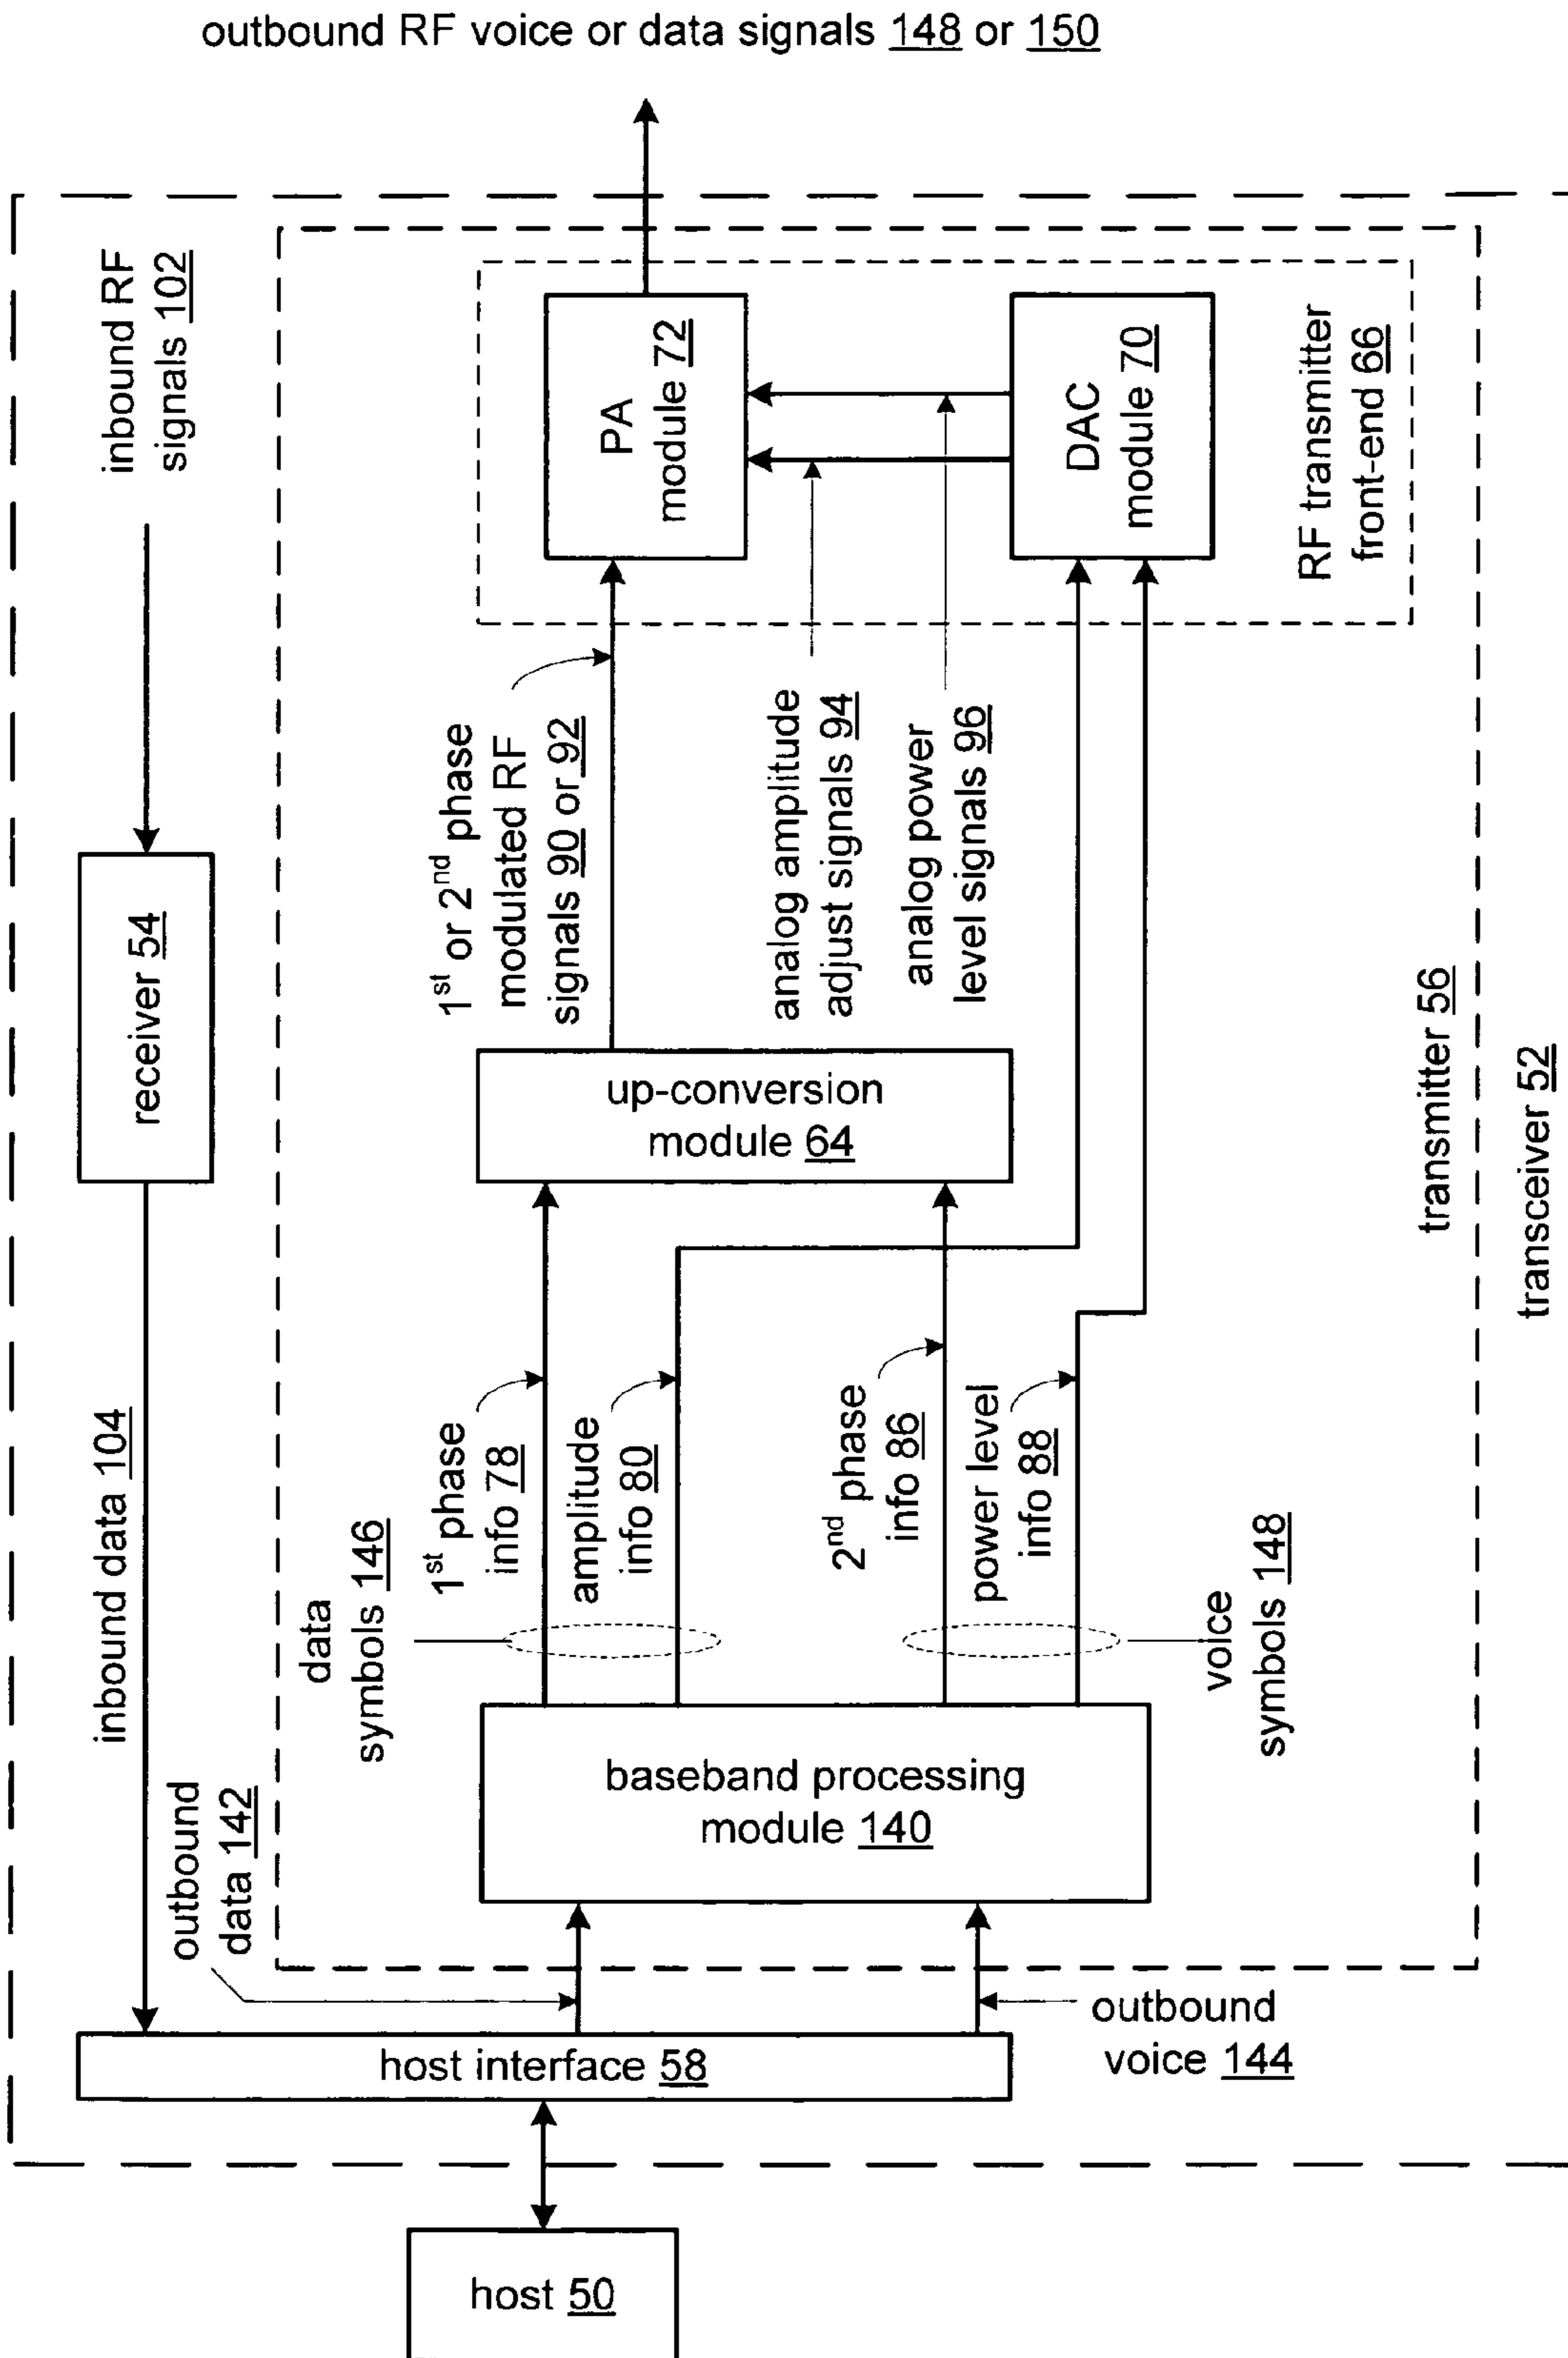 outbound RF voice or data signals 148 or 150
inbound RF
signals 102
receiver 54
inbound data 104
PA
module 72
DAC
module 70
RF transmitter
front-end 66
1st or 2nd phase
modulated RF
signals 90 or 92
analog amplitude
adjust signals 94
analog power
level signals 96
up-conversion
module 64
transmitter 56
transceiver 52
1st phase
info 78
amplitude
info 80
2nd phase
info 86
power level
info 88
data
symbols 146
voice
symbols 148
baseband processing
module 140
outbound
data 142
outbound
voice 144
host interface 58
host 50